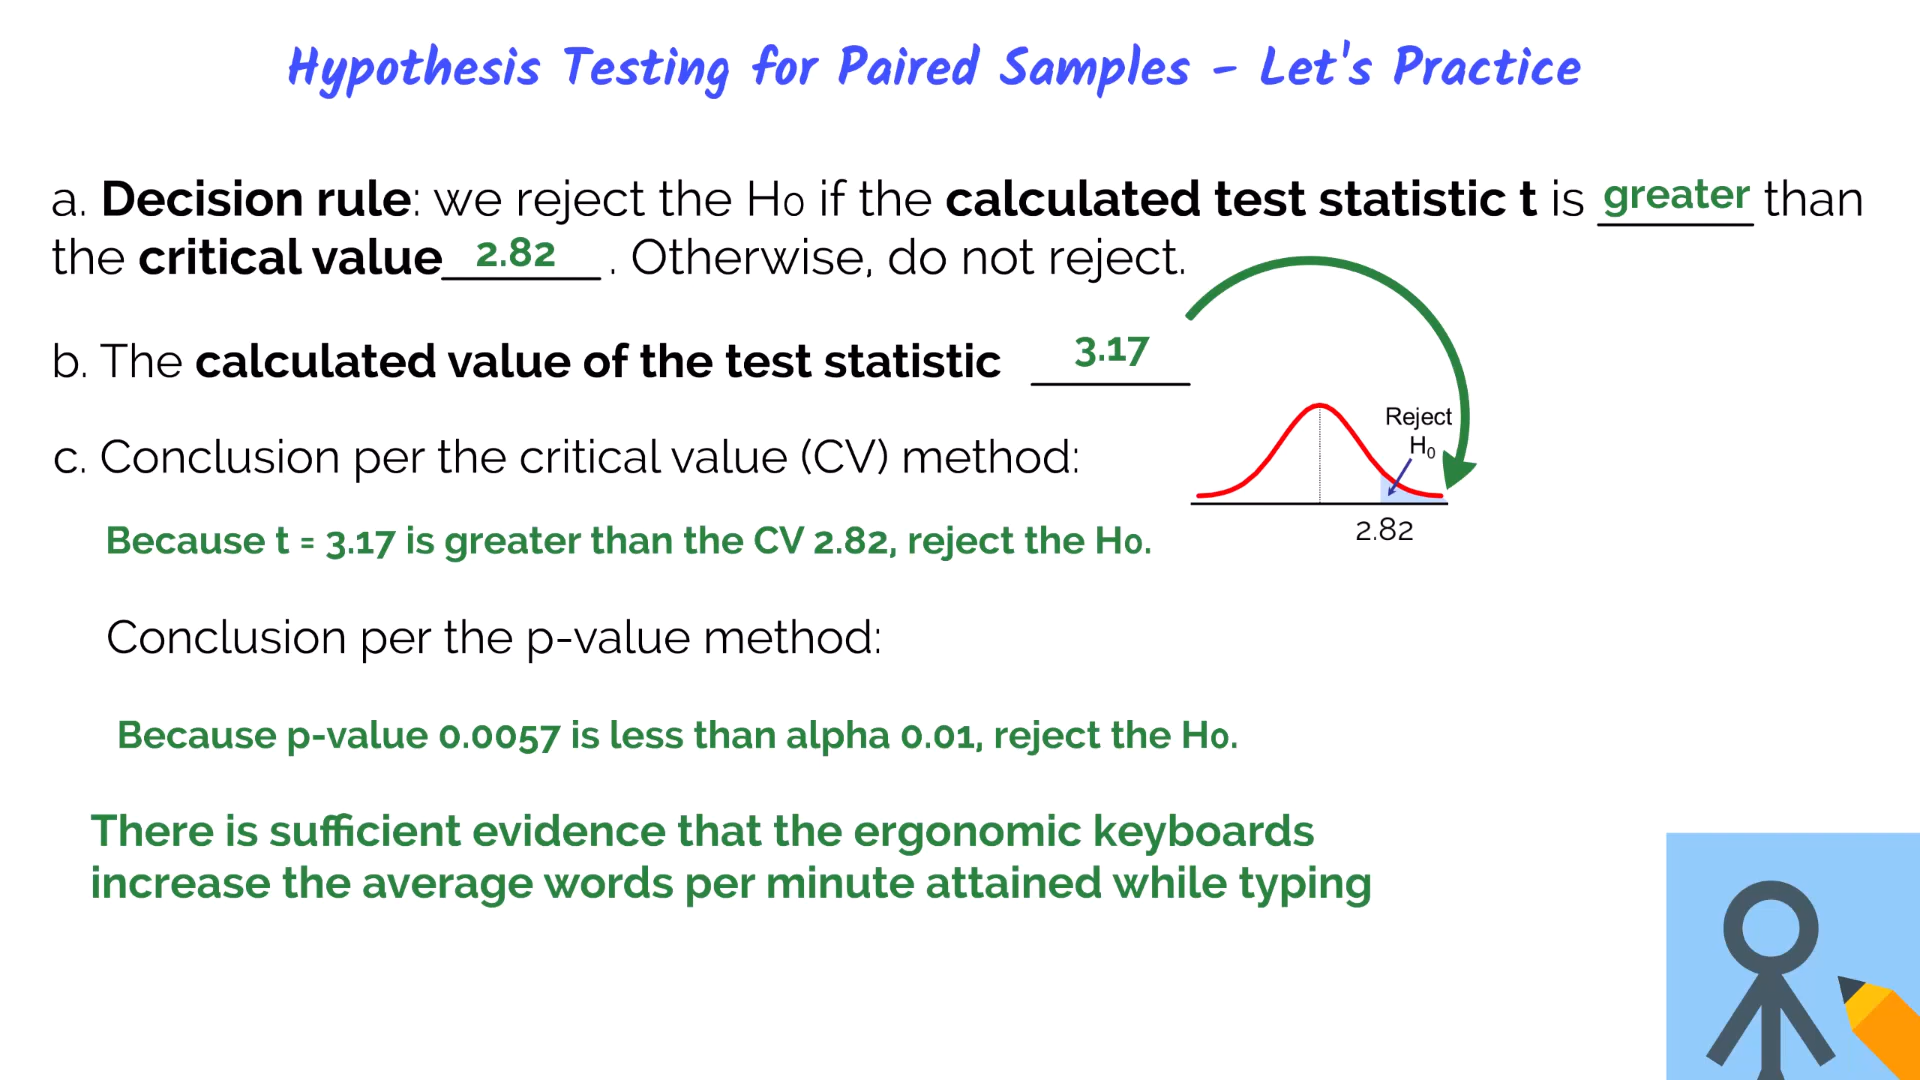 Hypothesis Testing for Paired Samples - Let's Practice
a. Decision rule: we reject the H0 if the calculated test statistic t is greater than
the critical value 2.82 . Otherwise, do not reject.
b. The calculated value of the test statistic 3.17
Reject
H₀
c. Conclusion per the critical value (CV) method:
2.82
Because t = 3.17 is greater than the CV 2.82, reject the H0.
Conclusion per the p-value method:
Because p-value 0.0057 is less than alpha 0.01, reject the H0.
There is sufficient evidence that the ergonomic keyboards
increase the average words per minute attained while typing